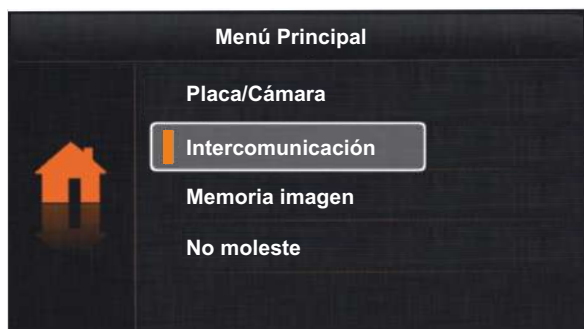 Menú Principal
Placa/Cámara
Intercomunicación
Memoria imagen
No moleste